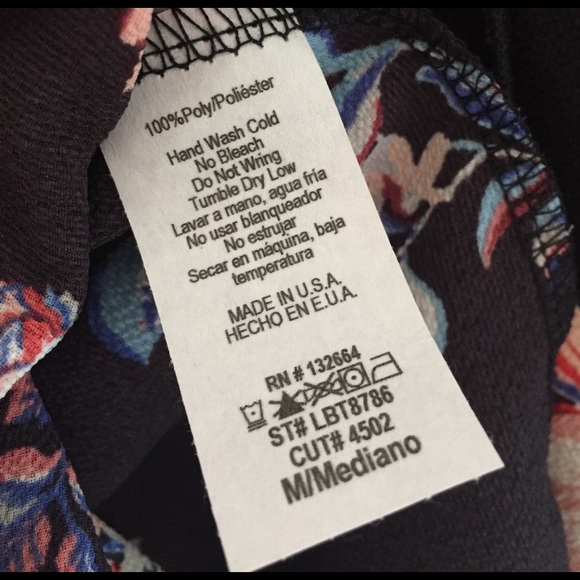 100%Poly/Poliéster
Hand Wash Cold
No Bleach
Do Not Wring
Tumble Dry Low
Lavar a mano, agua fria
No usar blanqueador
No estrujar
Secar en máquina, baja
temperatura
MADE IN U.S.A.
HECHO EN E.U.A.
RN # 132664
ST# LBT8786
CUT# 4502
M/Mediano